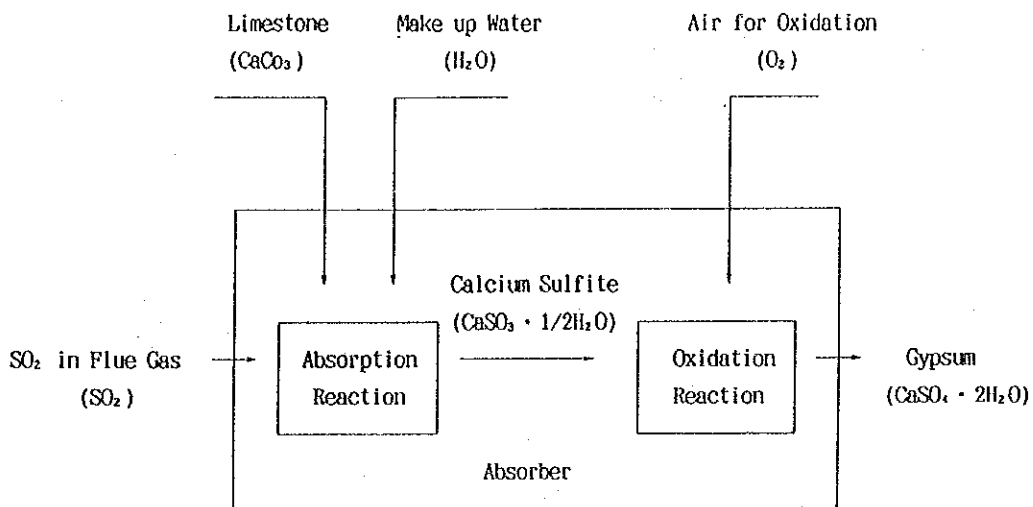 Limestone
(CaCo₃)
Make up Water
(H₂O)
Air for Oxidation
(O₂)
Calcium Sulfite
(CaSO₃・1/2H₂O)
SO₂ in Flue Gas
(SO₂)
Absorption
Reaction
Oxidation
Reaction
Gypsum
(CaSO₄・2H₂O)
Absorber